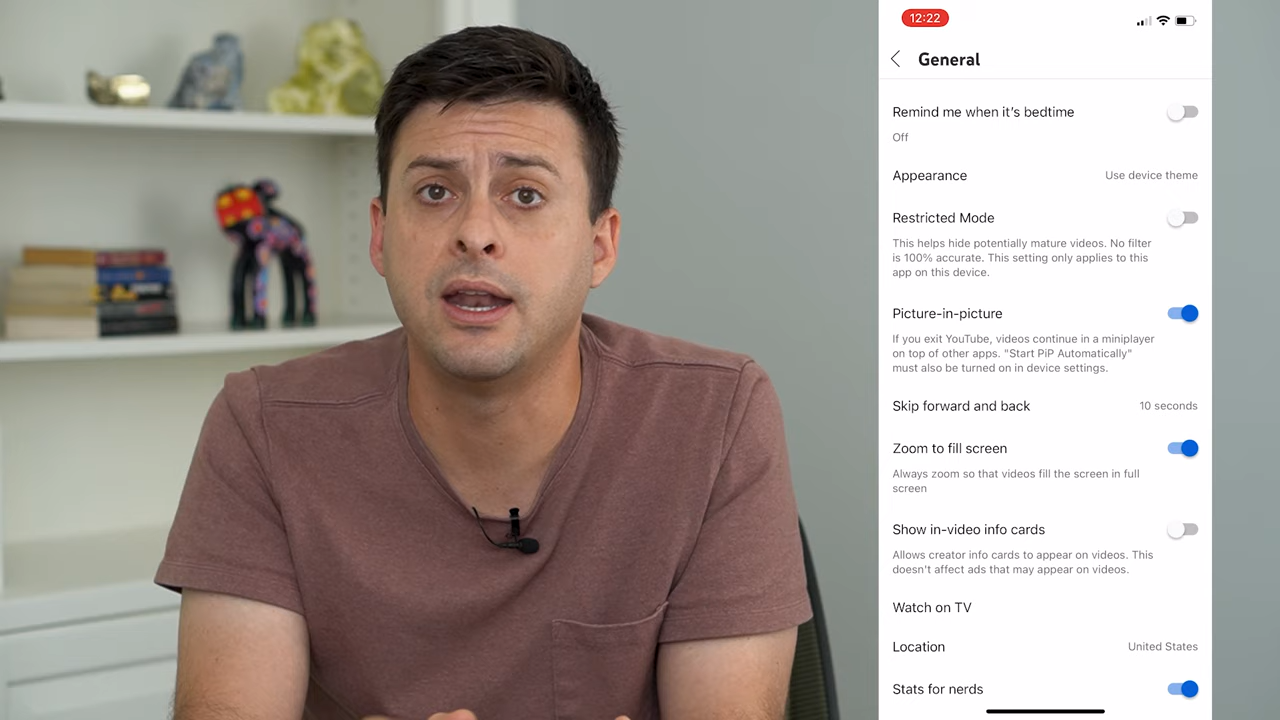 12:22
General
Remind me when it's bedtime
Off
Appearance
Use device theme
Restricted Mode
This helps hide potentially mature videos. No filter
is 100% accurate. This setting only applies to this
app on this device.
Picture-in-picture
If you exit YouTube, videos continue in a miniplayer
on top of other apps. "Start PiP Automatically"
must also be turned on in device settings.
Skip forward and back
10 seconds
Zoom to fill screen
Always zoom so that videos fill the screen in full
screen
Show in-video info cards
Allows creator info cards to appear on videos. This
doesn't affect ads that may appear on videos.
Watch on TV
Location
United States
Stats for nerds